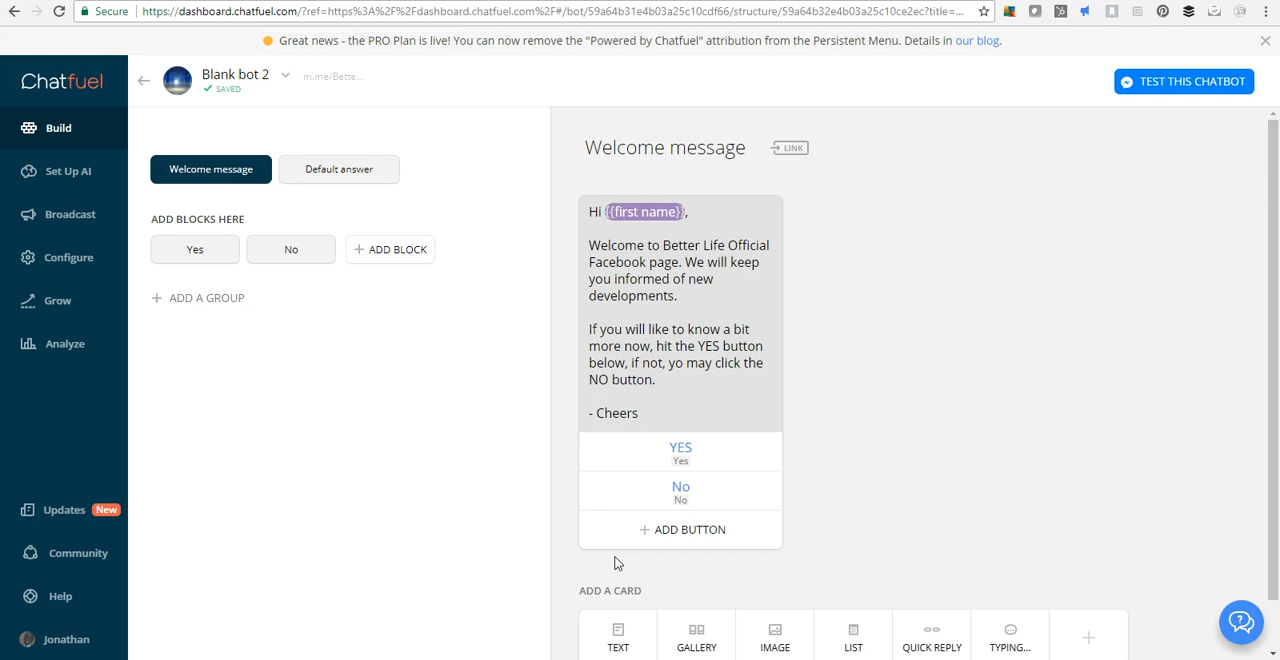 Secure https://dashboard.chatfuel.com/?ref=https%3A%2F%2Fdashboard.chatfuel.com%2F#/bot/59a64b31e4b03a25c10cdf66/structure/59a64b32e4b03a25c10ce2ec?title=...
Great news - the PRO Plan is live! You can now remove the "Powered by Chatfuel" attribution from the Persistent Menu. Details in our blog.
Chatfuel
Blank bot 2
m.me/Bette...
SAVED
TEST THIS CHATBOT
Build
Set Up AI
Broadcast
Configure
Grow
Analyze
Updates New
Community
Help
Jonathan
Welcome message Default answer
ADD BLOCKS HERE
Yes No + ADD BLOCK
+ ADD A GROUP
Welcome message LINK
Hi {{first name}},
Welcome to Better Life Official
Facebook page. We will keep
you informed of new
developments.
If you will like to know a bit
more now, hit the YES button
below, if not, yo may click the
NO button.
- Cheers
YES
Yes
No
No
+ ADD BUTTON
ADD A CARD
TEXT GALLERY IMAGE LIST QUICK REPLY TYPING... +